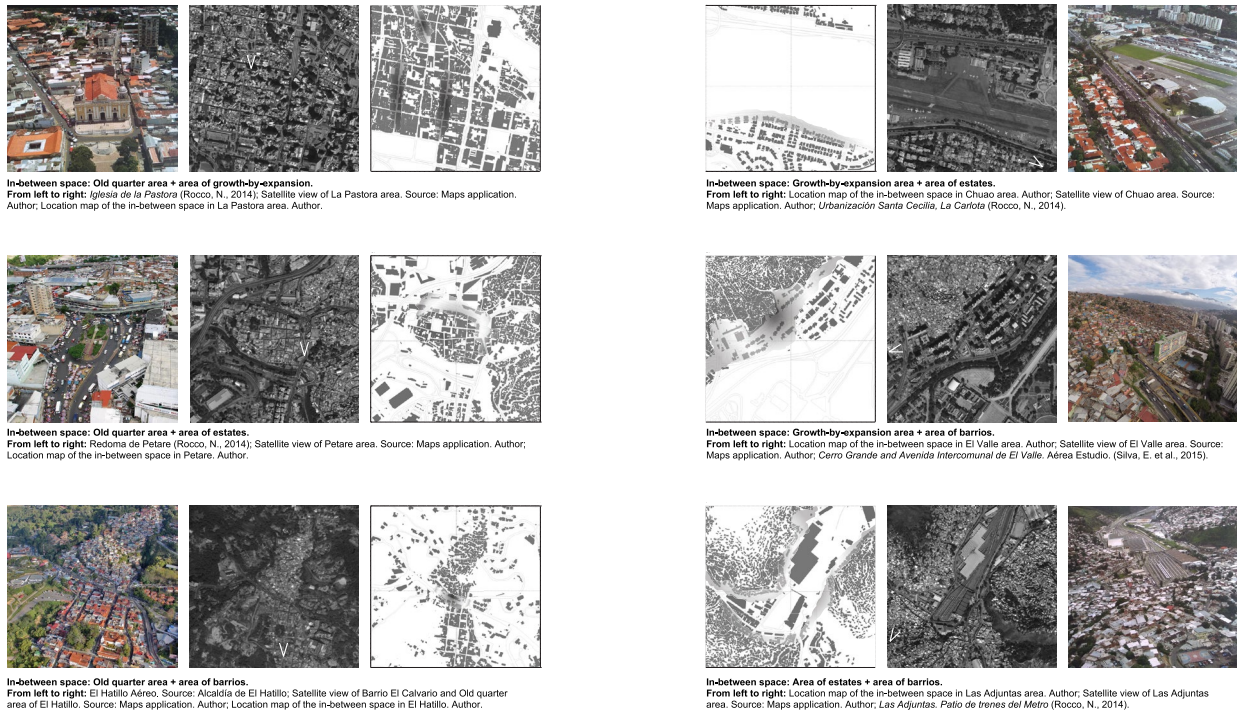 In-between space: Old quarter area + area of growth-by-expansion.
From left to right: Iglesia de la Pastora (Rocco, N., 2014); Satellite view of La Pastora area. Source: Maps application.
Author; Location map of the in-between space in La Pastora area. Author.
In-between space: Growth-by-expansion area + area of estates.
From left to right: Location map of the in-between space in Chuao area. Author; Satellite view of Chuao area. Source:
Maps application. Author; Urbanización Santa Cecilia, La Carlota (Rocco, N., 2014).
In-between space: Old quarter area + area of estates.
From left to right: Redoma de Petare (Rocco, N., 2014); Satellite view of Petare area. Source: Maps application. Author;
Location map of the in-between space in Petare. Author.
In-between space: Growth-by-expansion area + area of barrios.
From left to right: Location map of the in-between space in El Valle area. Author; Satellite view of El Valle area. Source:
Maps application. Author; Cerro Grande and Avenida Intercomunal de El Valle. Aérea Estudio. (Silva, E. et al., 2015).
In-between space: Old quarter area + area of barrios.
From left to right: El Hatillo Aéreo. Source: Alcaldía de El Hatillo; Satellite view of Barrio El Calvario and Old quarter
area of El Hatillo. Source: Maps application. Author; Location map of the in-between space in El Hatillo. Author.
In-between space: Area of estates + area of barrios.
From left to right: Location map of the in-between space in Las Adjuntas area. Author; Satellite view of Las Adjuntas
area. Source: Maps application. Author; Las Adjuntas. Patio de trenes del Metro (Rocco, N., 2014).